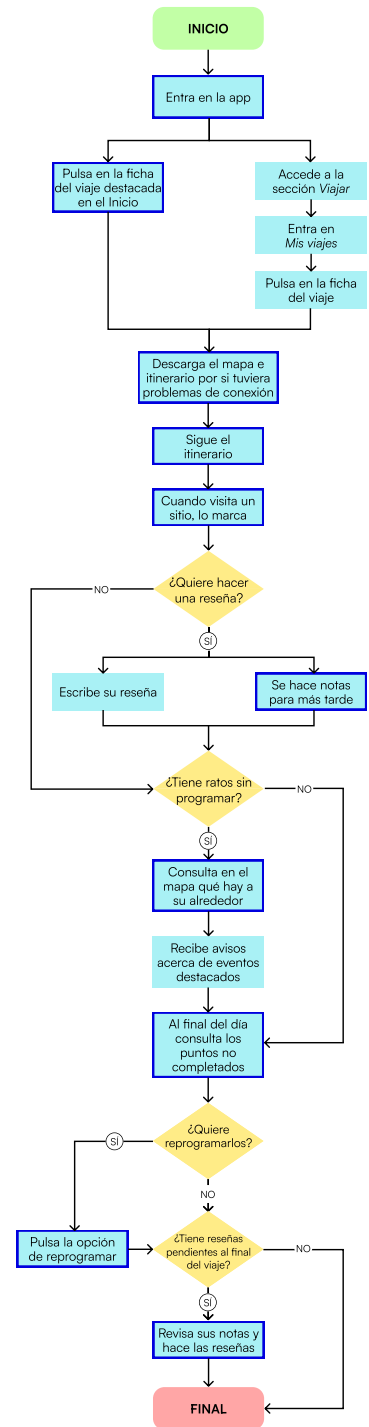 INICIO
Entra en la app
Pulsa en la ficha
del viaje destacada
en el Inicio
Accede a la
sección Viajar
Entra en
Mis viajes
Pulsa en la ficha
del viaje
Descarga el mapa e
itinerario por si tuviera
problemas de conexión
Sigue el
itinerario
Cuando visita un
sitio, lo marca
¿Quiere hacer
una reseña?
NO
SÍ
Escribe su reseña
Se hace notas
para más tarde
¿Tiene ratos sin
programar?
NO
SÍ
Consulta en el
mapa qué hay a
su alrededor
Recibe avisos
acerca de eventos
destacados
Al final del día
consulta los
puntos no
completados
¿Quiere
reprogramarlos?
SÍ
NO
Pulsa la opción
de reprogramar
¿Tiene reseñas
pendientes al final
del viaje?
NO
SÍ
Revisa sus notas y
hace las reseñas
FINAL